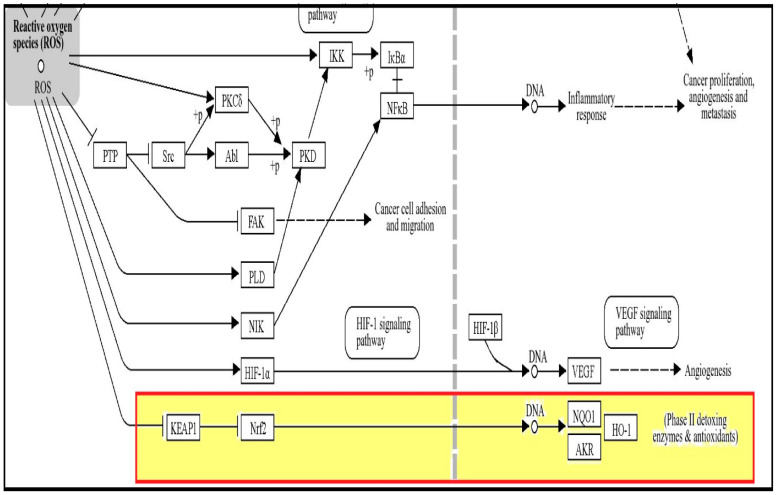 pathway
Reactive oxygen
species (ROS)
ROS
IKK
+p
IκBα
PKCδ
+p
+p
NFκB
DNA
Inflammatory
response
Cancer proliferation,
angiogenesis and
metastasis
PTP
Src
Abl
+p
PKD
FAK
Cancer cell adhesion
and migration
PLD
NIK
HIF-1 signaling
pathway
HIF-1β
VEGF signaling
pathway
HIF-1α
DNA
VEGF
Angiogenesis
KEAP1
Nrf2
DNA
NQO1
HO-1
AKR
(Phase II detoxing
enzymes & antioxidants)